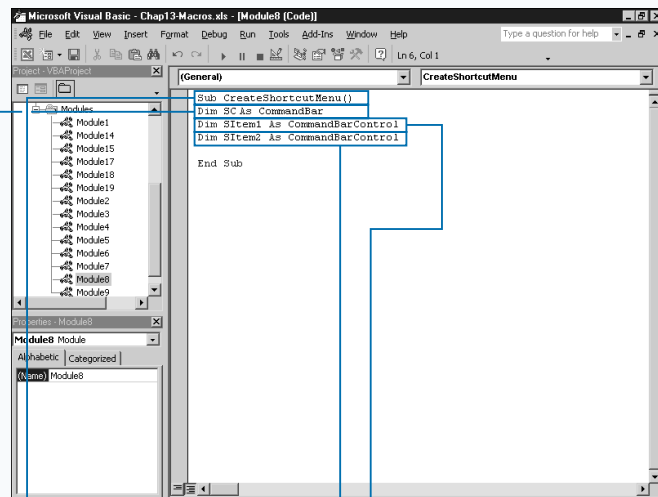 Microsoft Visual Basic - Chap13-Macros.xls - [Module8 (Code)]
File Edit View Insert Format Debug Run Tools Add-Ins Window Help Type a question for help
Ln 6, Col 1
Project - VBAProject
(General) CreateShortcutMenu
Modules
Module1
Module14
Module15
Module17
Module18
Module19
Module2
Module3
Module4
Module5
Module6
Module7
Module8
Module9
Properties - Module8
Module8 Module
Alphabetic Categorized
(Name) Module8
Sub CreateShortcutMenu()
Dim SC As CommandBar
Dim SItem1 As CommandBarControl
Dim SItem2 As CommandBarControl
End Sub